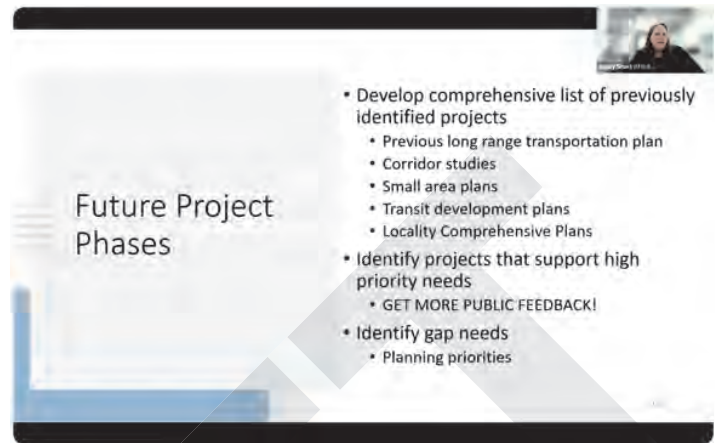 Future Project
Phases
• Develop comprehensive list of previously
identified projects
• Previous long range transportation plan
• Corridor studies
• Small area plans
• Transit development plans
• Locality Comprehensive Plans
• Identify projects that support high
priority needs
• GET MORE PUBLIC FEEDBACK!
• Identify gap needs
• Planning priorities